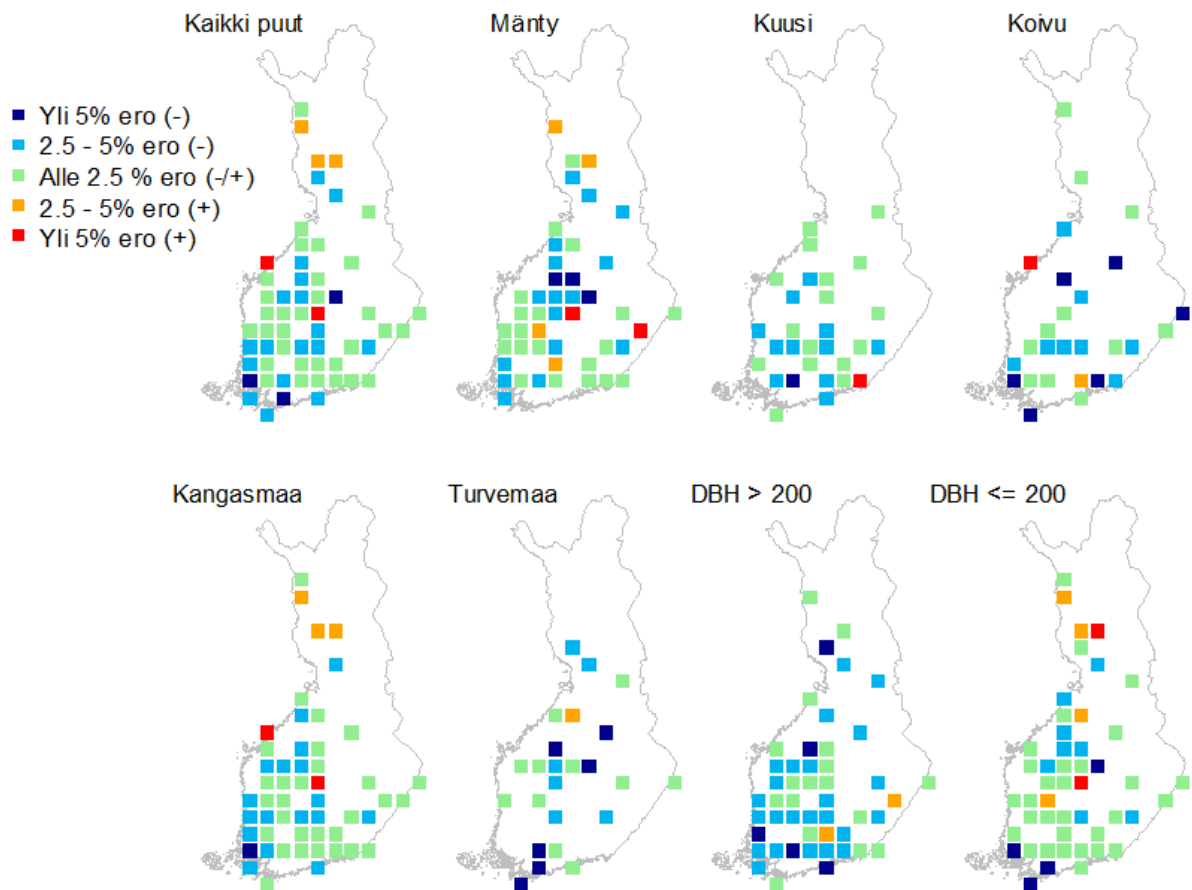 Kaikki puut
Mänty
Kuusi
Koivu
Yli 5% ero (-)
2.5 - 5% ero (-)
Alle 2.5 % ero (-/+)
2.5 - 5% ero (+)
Yli 5% ero (+)
Kangasmaa
Turvemaa
DBH > 200
DBH <= 200